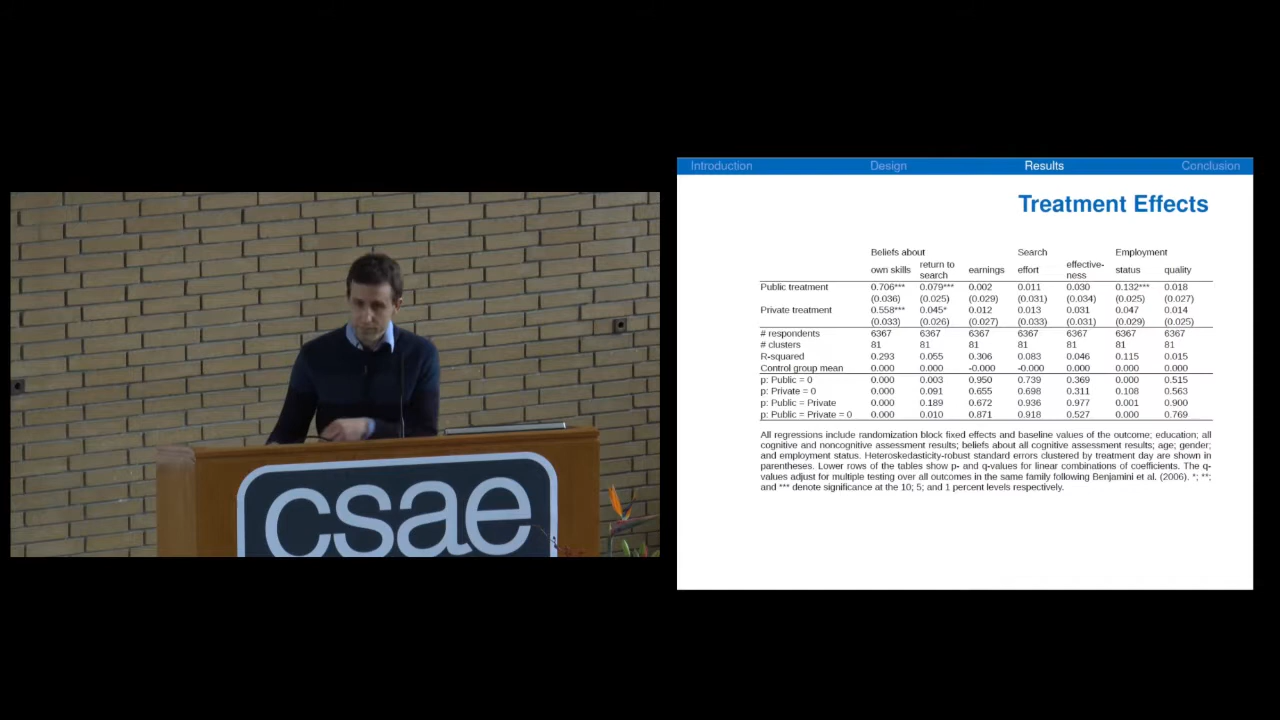 csae
Introduction Design Results Conclusion
Treatment Effects
Beliefs about Search Employment
own skills return to search earnings effort effective-ness status quality
Public treatment 0.706*** 0.079*** 0.002 0.011 0.030 0.132*** 0.018
(0.036) (0.025) (0.029) (0.031) (0.034) (0.025) (0.027)
Private treatment 0.558*** 0.045* 0.012 0.013 0.031 0.047 0.014
(0.033) (0.026) (0.027) (0.033) (0.031) (0.029) (0.025)
# respondents 6367 6367 6367 6367 6367 6367 6367
# clusters 81 81 81 81 81 81 81
R-squared 0.293 0.055 0.306 0.083 0.046 0.115 0.015
Control group mean 0.000 0.000 -0.000 -0.000 0.000 0.000 0.000
p: Public = 0 0.000 0.003 0.950 0.739 0.369 0.000 0.515
p: Private = 0 0.000 0.091 0.655 0.698 0.311 0.108 0.563
p: Public = Private 0.000 0.189 0.672 0.936 0.977 0.001 0.900
p: Public = Private = 0 0.000 0.010 0.871 0.918 0.527 0.000 0.769
All regressions include randomization block fixed effects and baseline values of the outcome; education; all
cognitive and noncognitive assessment results; beliefs about all cognitive assessment results; age; gender;
and employment status. Heteroskedasticity-robust standard errors clustered by treatment day are shown in
parentheses. Lower rows of the tables show p- and q-values for linear combinations of coefficients. The q-
values adjust for multiple testing over all outcomes in the same family following Benjamini et al. (2006). *; **;
and *** denote significance at the 10; 5; and 1 percent levels respectively.